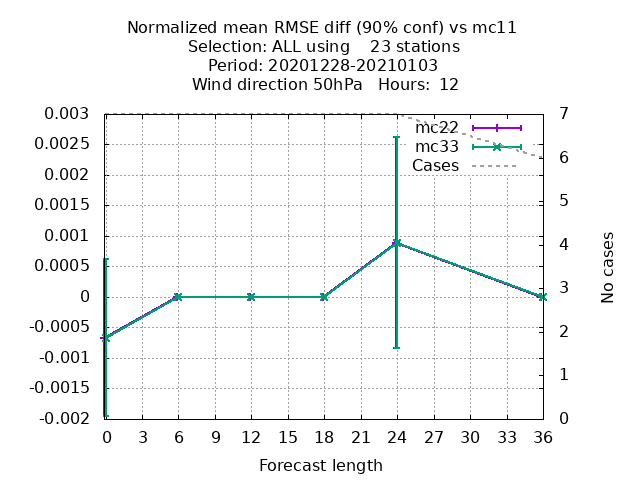 Normalized mean RMSE diff (90% conf) vs mc11
Selection: ALL using    23 stations
Period: 20201228-20210103
Wind direction 50hPa   Hours:  12
mc22
mc33
Cases
0.003
0.0025
0.002
0.0015
0.001
0.0005
0
-0.0005
-0.001
-0.0015
-0.002
7
6
5
4
3
2
1
0
No cases
0 3 6 9 12 15 18 21 24 27 30 33 36
Forecast length